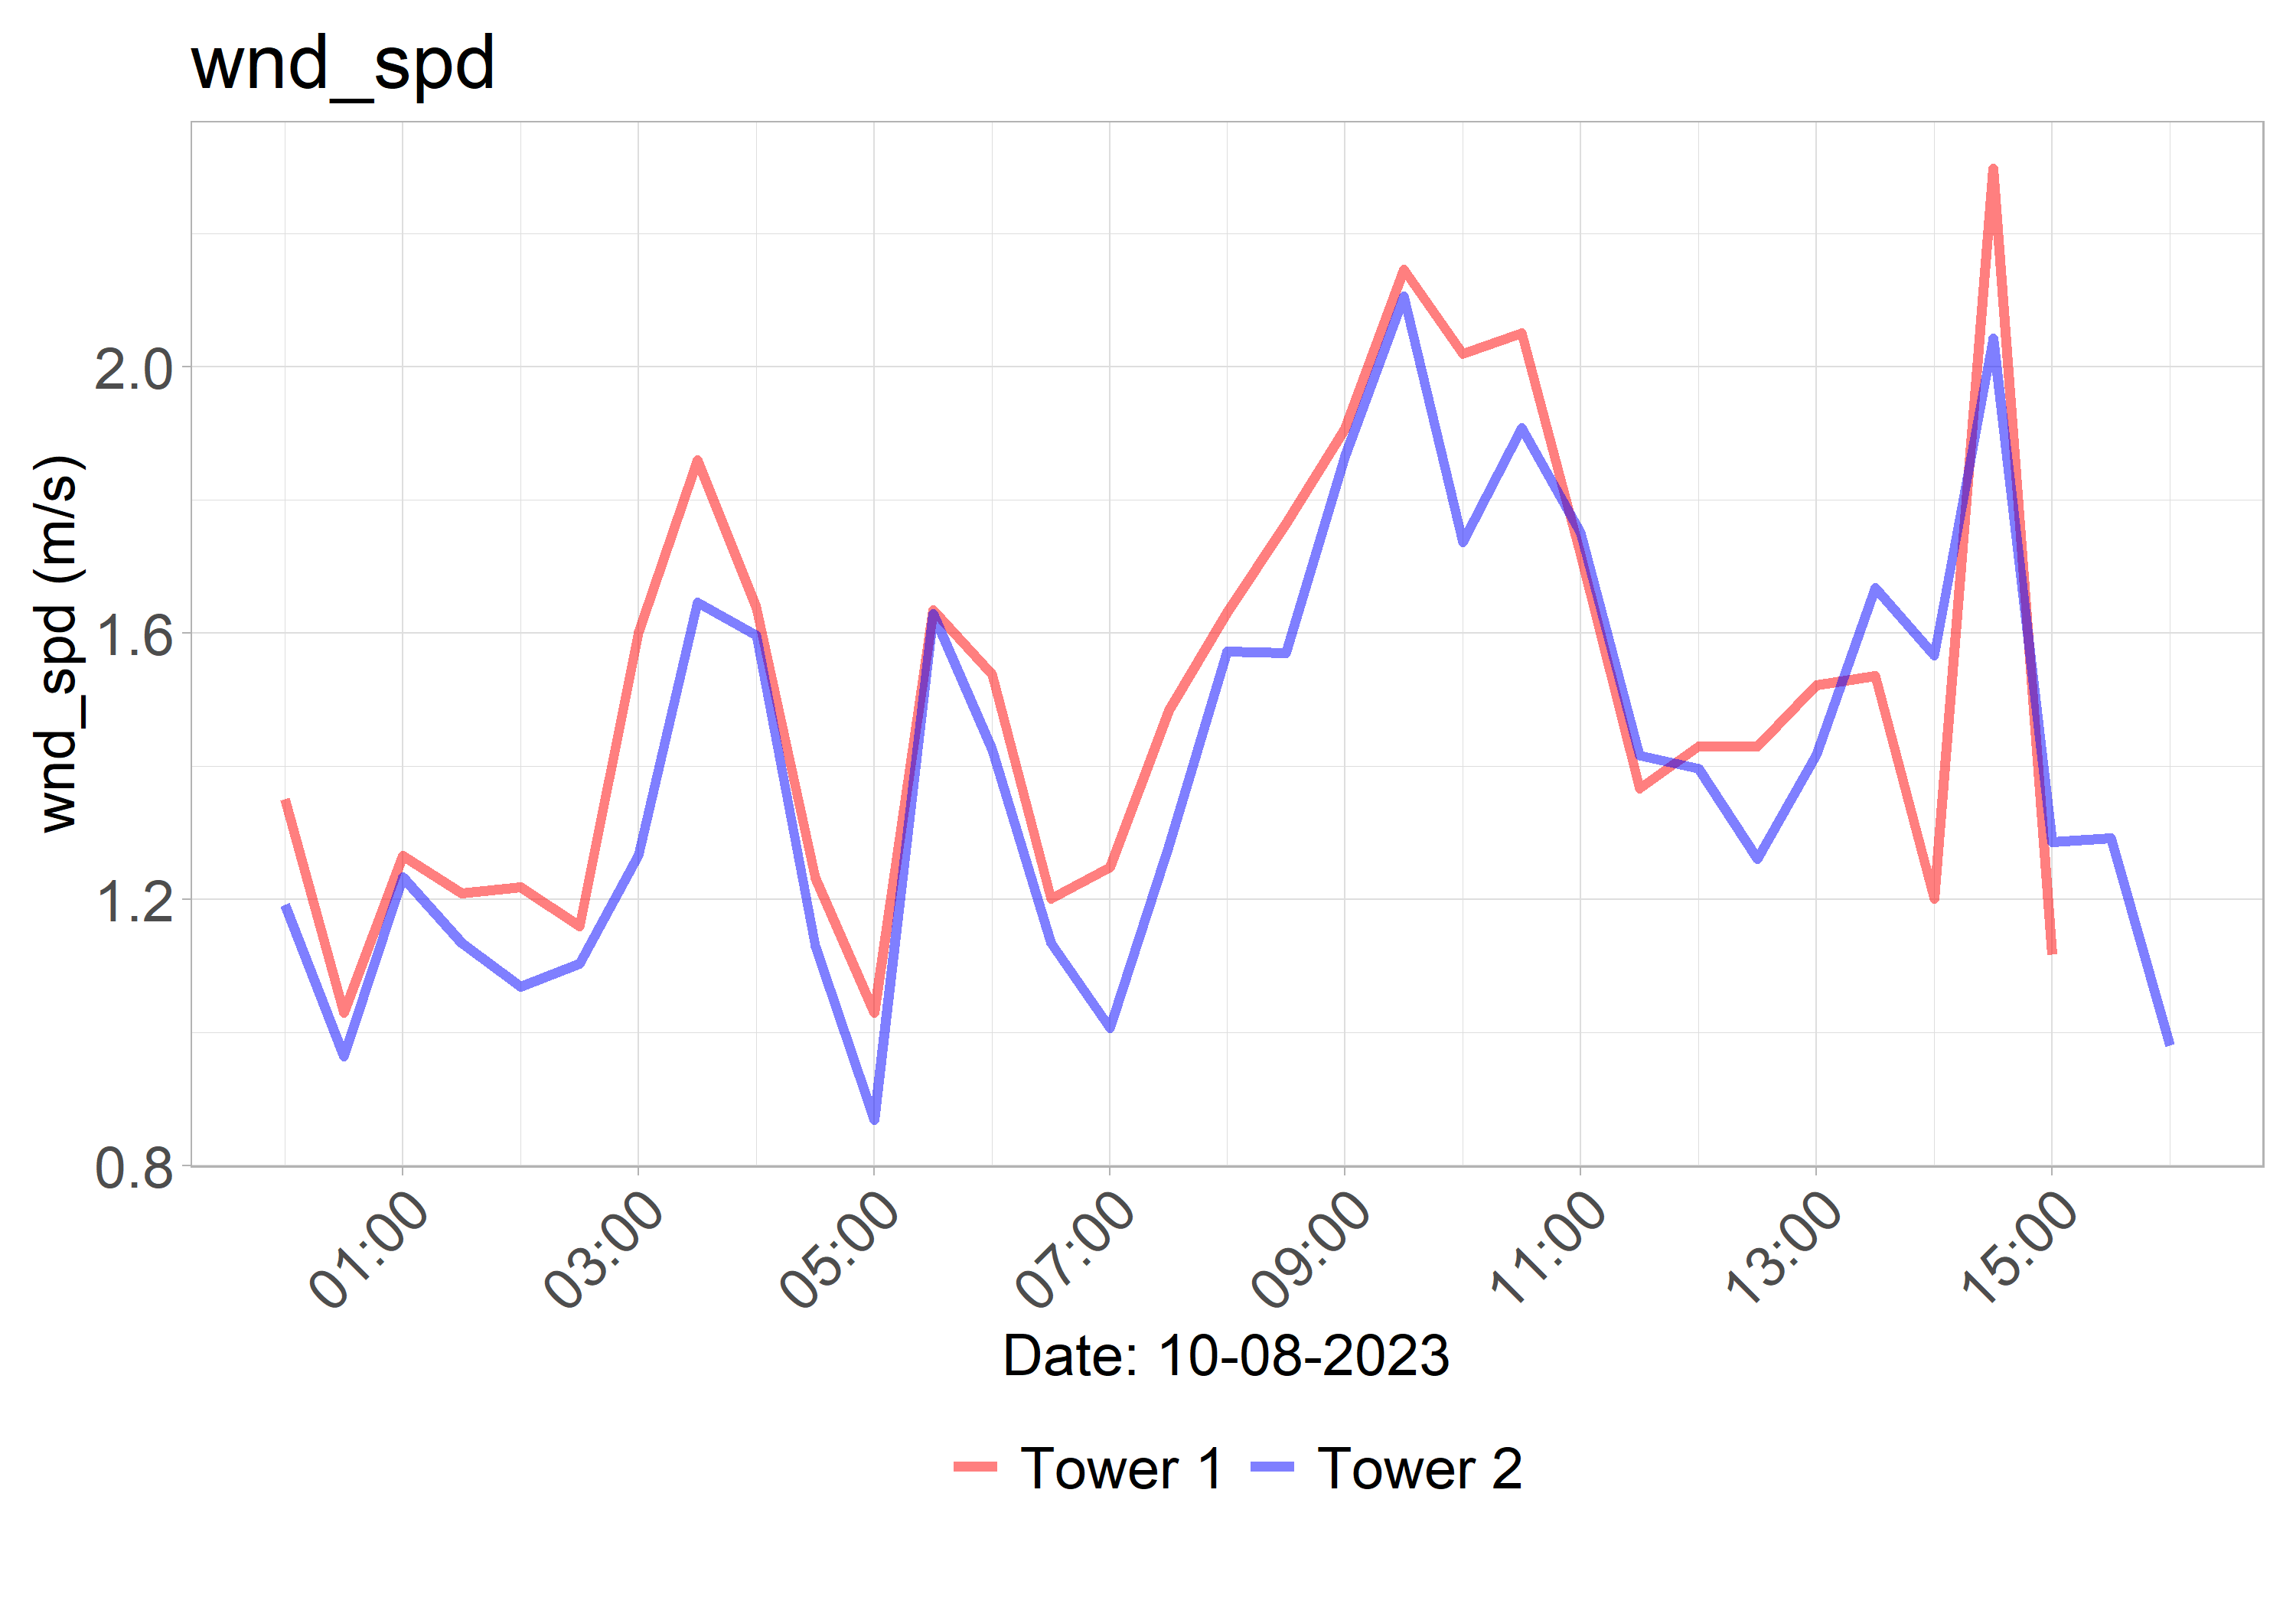 wnd_spd
wnd_spd (m/s)
2.0
1.6
1.2
0.8
01:00 03:00 05:00 07:00 09:00 11:00 13:00 15:00
Date: 10-08-2023
Tower 1 Tower 2